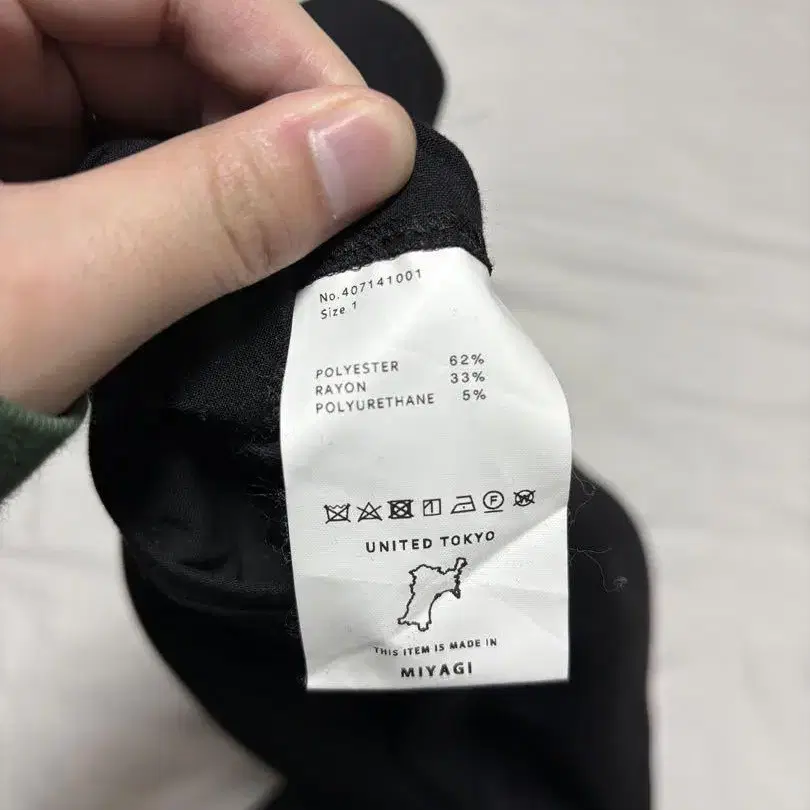 No.407141001
Size 1
POLYESTER 62%
RAYON 33%
POLYURETHANE 5%
F W
UNITED TOKYO
THIS ITEM IS MADE IN
MIYAGI